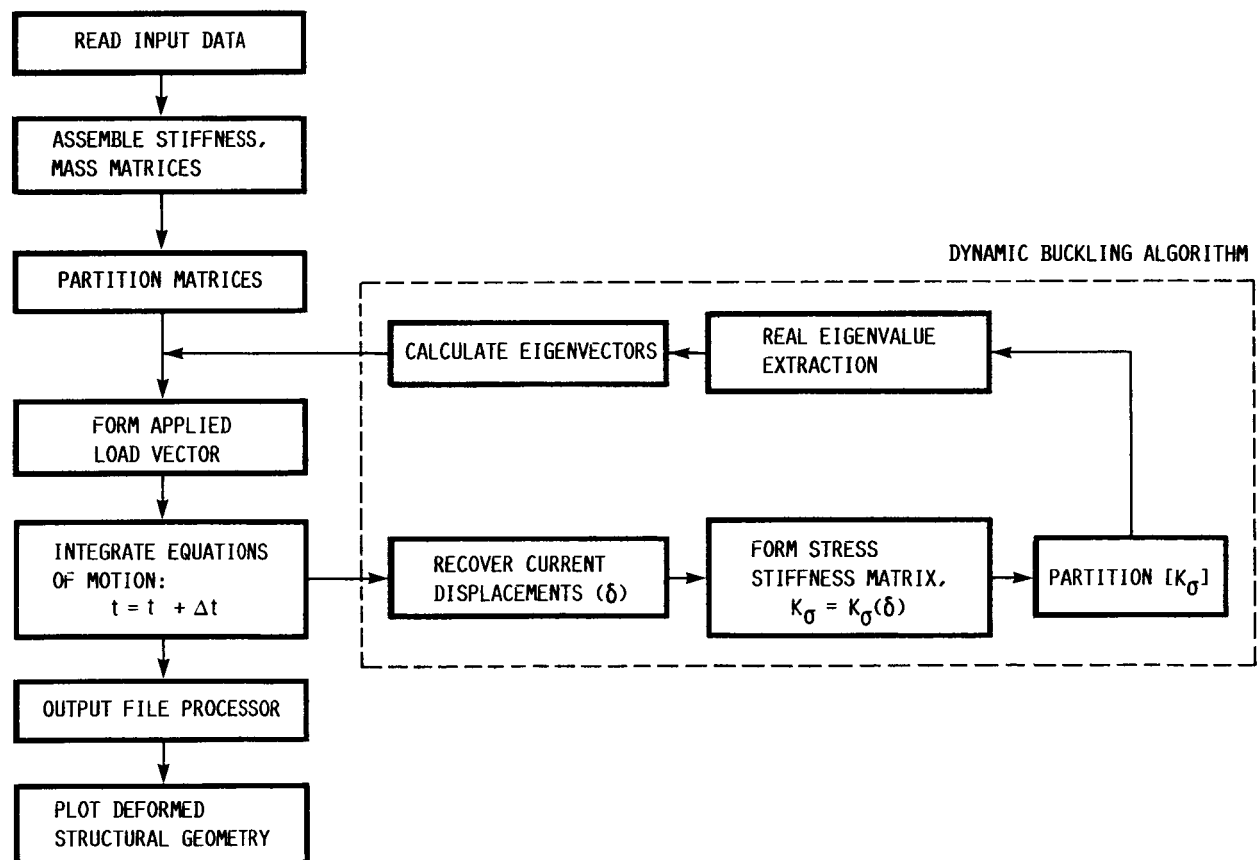 READ INPUT DATA
ASSEMBLE STIFFNESS,
MASS MATRICES
PARTITION MATRICES
DYNAMIC BUCKLING ALGORITHM
CALCULATE EIGENVECTORS
REAL EIGENVALUE
EXTRACTION
FORM APPLIED
LOAD VECTOR
INTEGRATE EQUATIONS
OF MOTION:
t = t + Δt
RECOVER CURRENT
DISPLACEMENTS (δ)
FORM STRESS
STIFFNESS MATRIX,
Kσ = Kσ(δ)
PARTITION [Kσ]
OUTPUT FILE PROCESSOR
PLOT DEFORMED
STRUCTURAL GEOMETRY